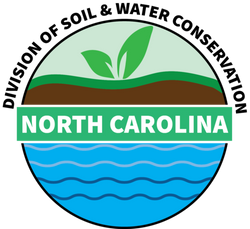 DIVISION OF SOIL & WATER CONSERVATION
NORTH CAROLINA